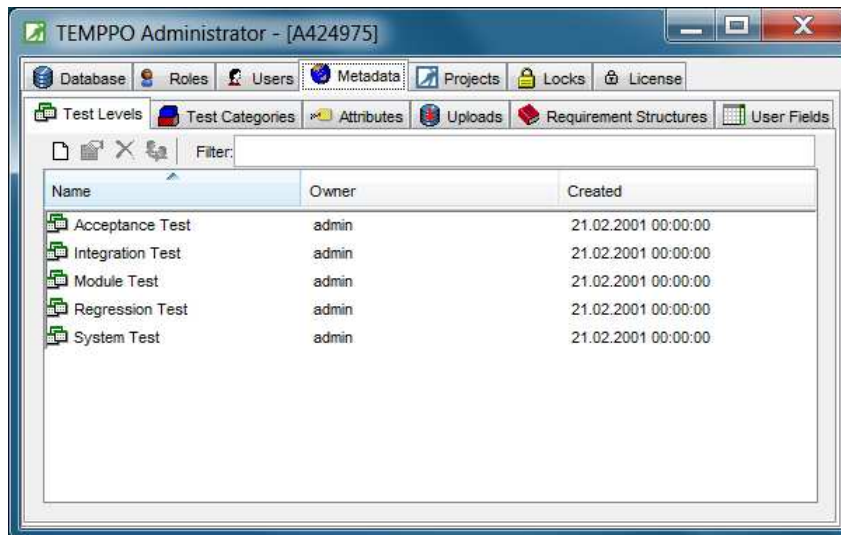 TEMPPO Administrator - [A424975]
Database Roles Users Metadata Projects Locks License
Test Levels Test Categories Attributes Uploads Requirement Structures User Fields
Filter:
Name Owner Created
Acceptance Test admin 21.02.2001 00:00:00
Integration Test admin 21.02.2001 00:00:00
Module Test admin 21.02.2001 00:00:00
Regression Test admin 21.02.2001 00:00:00
System Test admin 21.02.2001 00:00:00